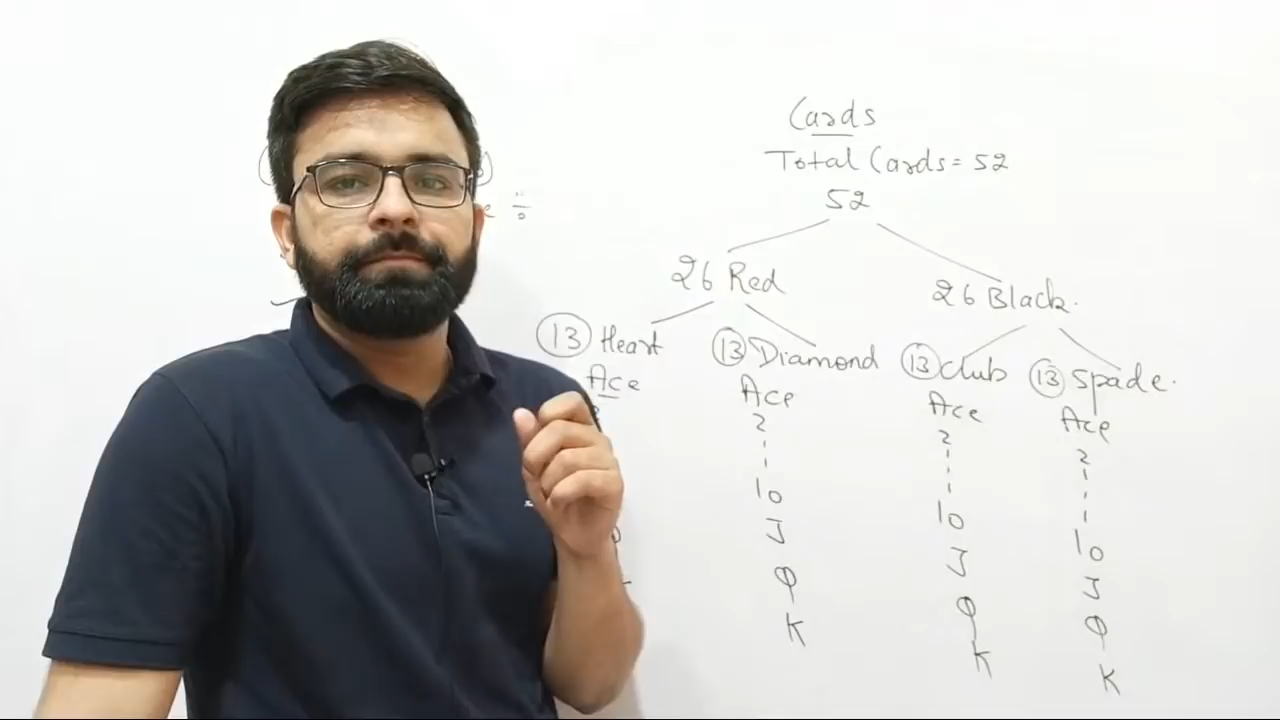 Cards
Total Cards = 52
52
26 Red
26 Black.
13 Heart
13 Diamond
13 club
13 spade.
Ace
Ace
Ace
Ace
2
2
2
10
10
10
J
J
J
Q
Q
Q
K
K
K